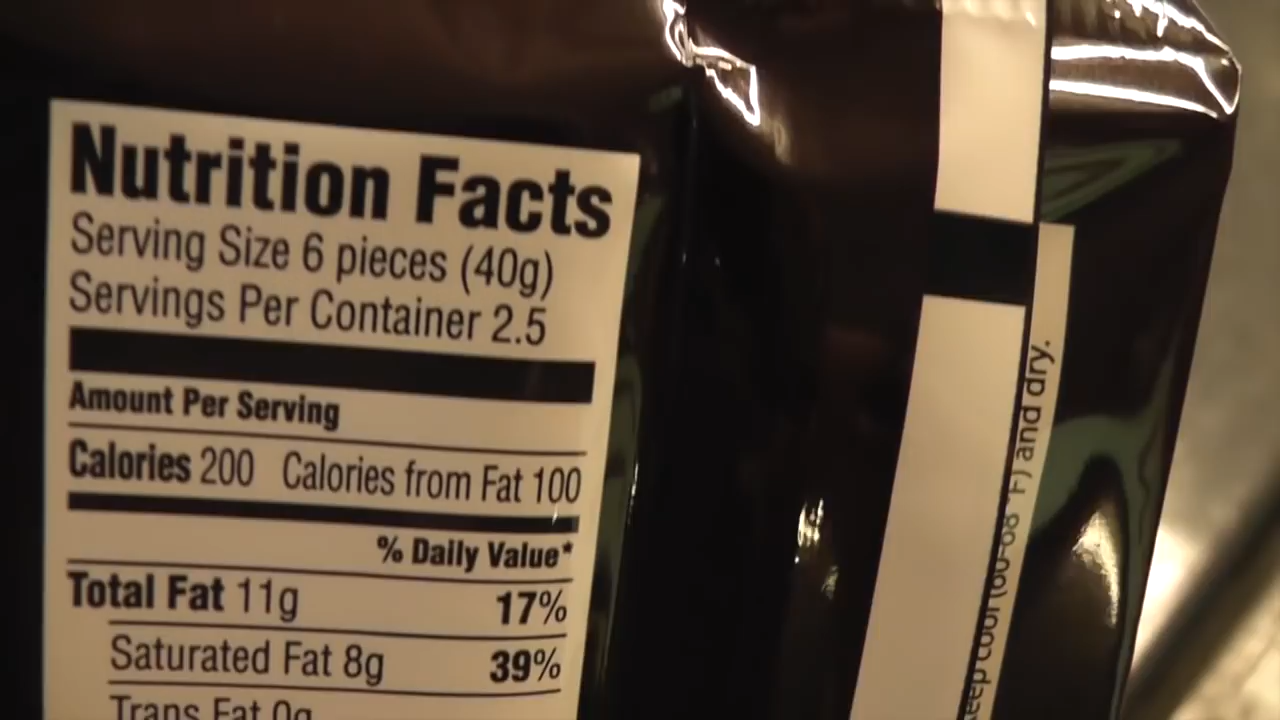 Nutrition Facts
Serving Size 6 pieces (40g)
Servings Per Container 2.5
Amount Per Serving
Calories 200 Calories from Fat 100
% Daily Value*
Total Fat 11g 17%
Saturated Fat 8g 39%
Trans Fat 0g
cool (60-68°F) and dry.